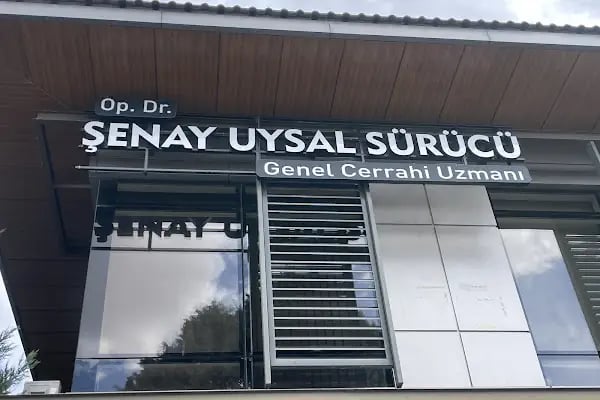 Op. Dr.
ŞENAY UYSAL SÜRÜCÜ
Genel Cerrahi Uzmanı